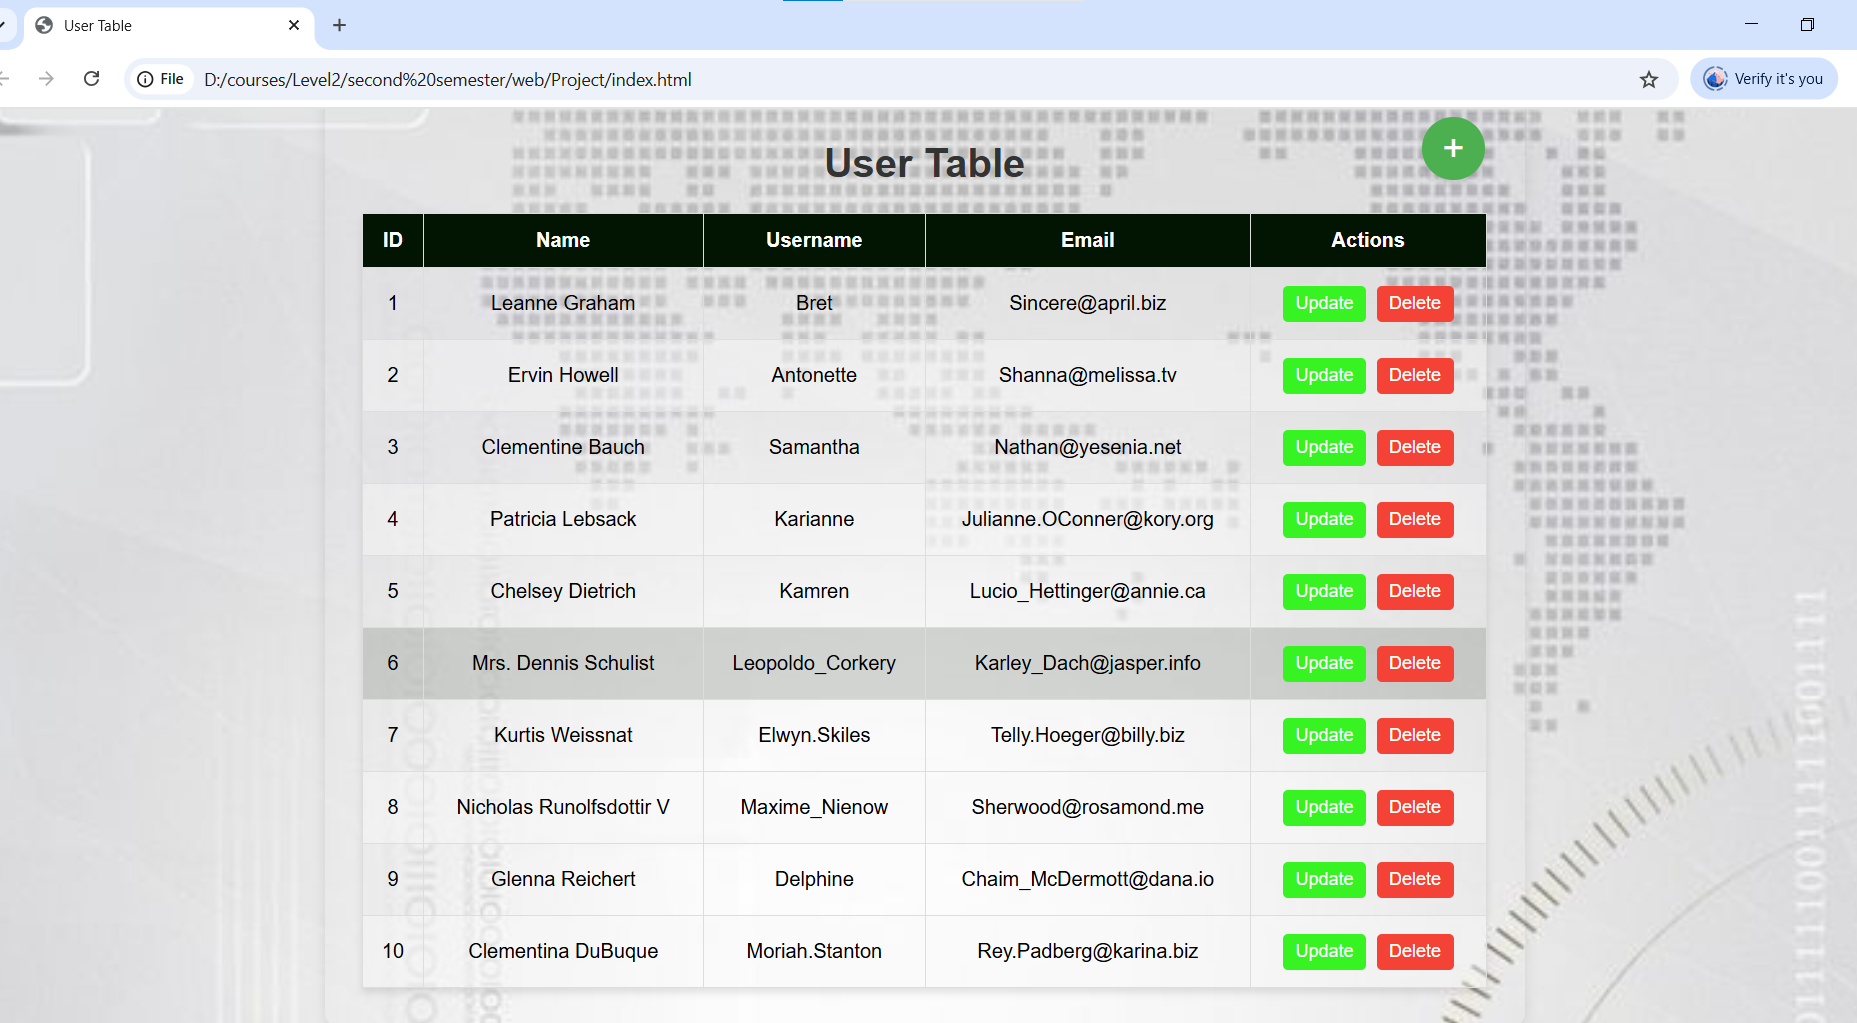 User Table
File D:/courses/Level2/second%20semester/web/Project/index.html Verify it's you
User Table +
ID Name Username Email Actions
1 Leanne Graham Bret Sincere@april.biz Update Delete
2 Ervin Howell Antonette Shanna@melissa.tv Update Delete
3 Clementine Bauch Samantha Nathan@yesenia.net Update Delete
4 Patricia Lebsack Karianne Julianne.OConner@kory.org Update Delete
5 Chelsey Dietrich Kamren Lucio_Hettinger@annie.ca Update Delete
6 Mrs. Dennis Schulist Leopoldo_Corkery Karley_Dach@jasper.info Update Delete
7 Kurtis Weissnat Elwyn.Skiles Telly.Hoeger@billy.biz Update Delete
8 Nicholas Runolfsdottir V Maxime_Nienow Sherwood@rosamond.me Update Delete
9 Glenna Reichert Delphine Chaim_McDermott@dana.io Update Delete
10 Clementina DuBuque Moriah.Stanton Rey.Padberg@karina.biz Update Delete